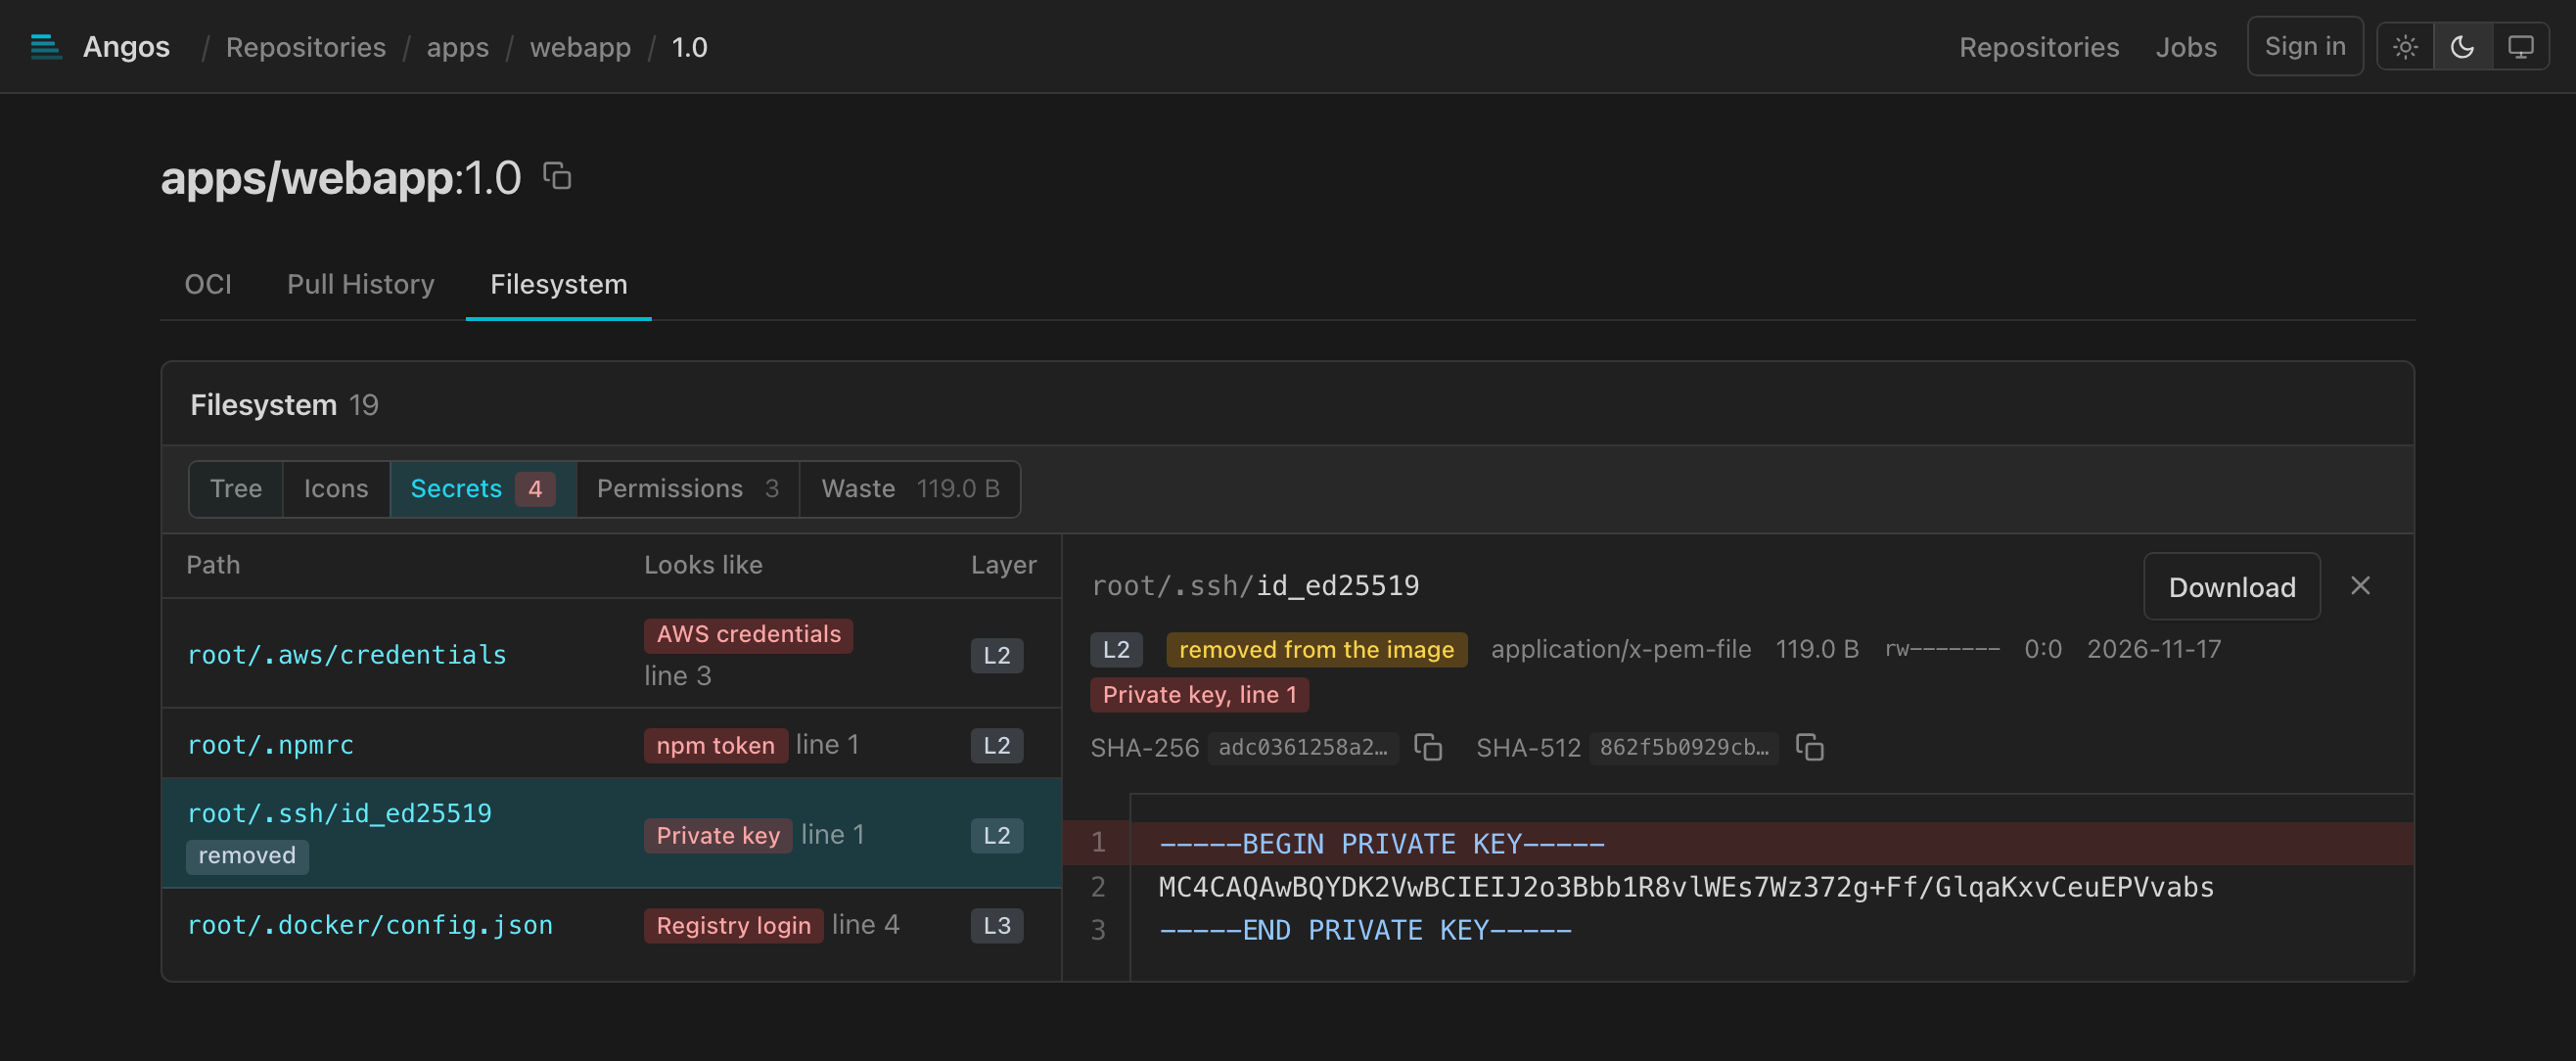 Angos / Repositories / apps / webapp / 1.0
Repositories Jobs Sign in
apps/webapp:1.0
OCI Pull History Filesystem
Filesystem 19
Tree Icons Secrets 4 Permissions 3 Waste 119.0 B
Path Looks like Layer
root/.aws/credentials AWS credentials line 3 L2
root/.npmrc npm token line 1 L2
root/.ssh/id_ed25519 removed Private key line 1 L2
root/.docker/config.json Registry login line 4 L3
root/.ssh/id_ed25519 Download
L2 removed from the image application/x-pem-file 119.0 B rw------- 0:0 2026-11-17
Private key, line 1
SHA-256 adc0361258a2… SHA-512 862f5b0929cb…
1 -----BEGIN PRIVATE KEY-----
2 MC4CAQAwBQYDK2VwBCIEIJ2o3Bbb1R8vlWEs7Wz372g+Ff/GlqaKxvCeuEPVvabs
3 -----END PRIVATE KEY-----